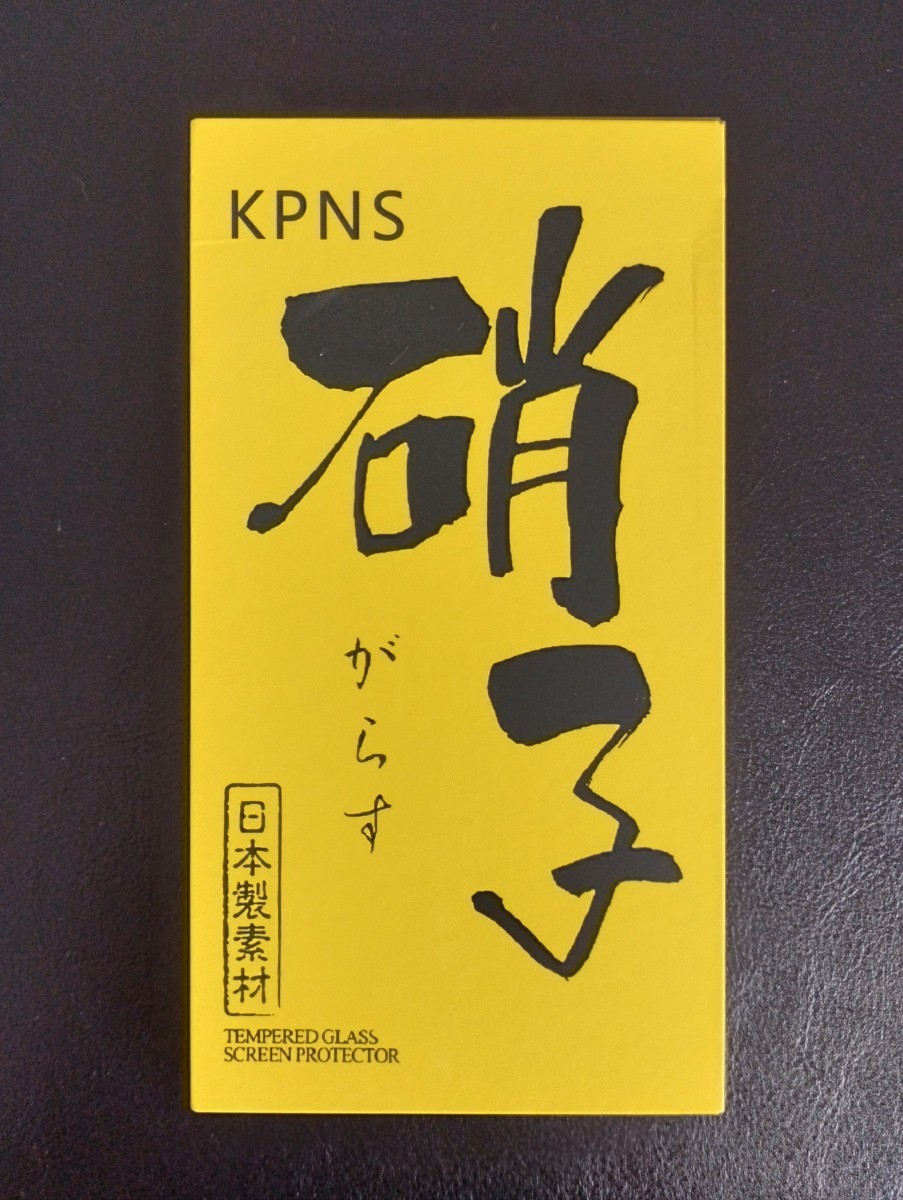 KPNS
硝子
がらす
日本製素材
TEMPERED GLASS
SCREEN PROTECTOR